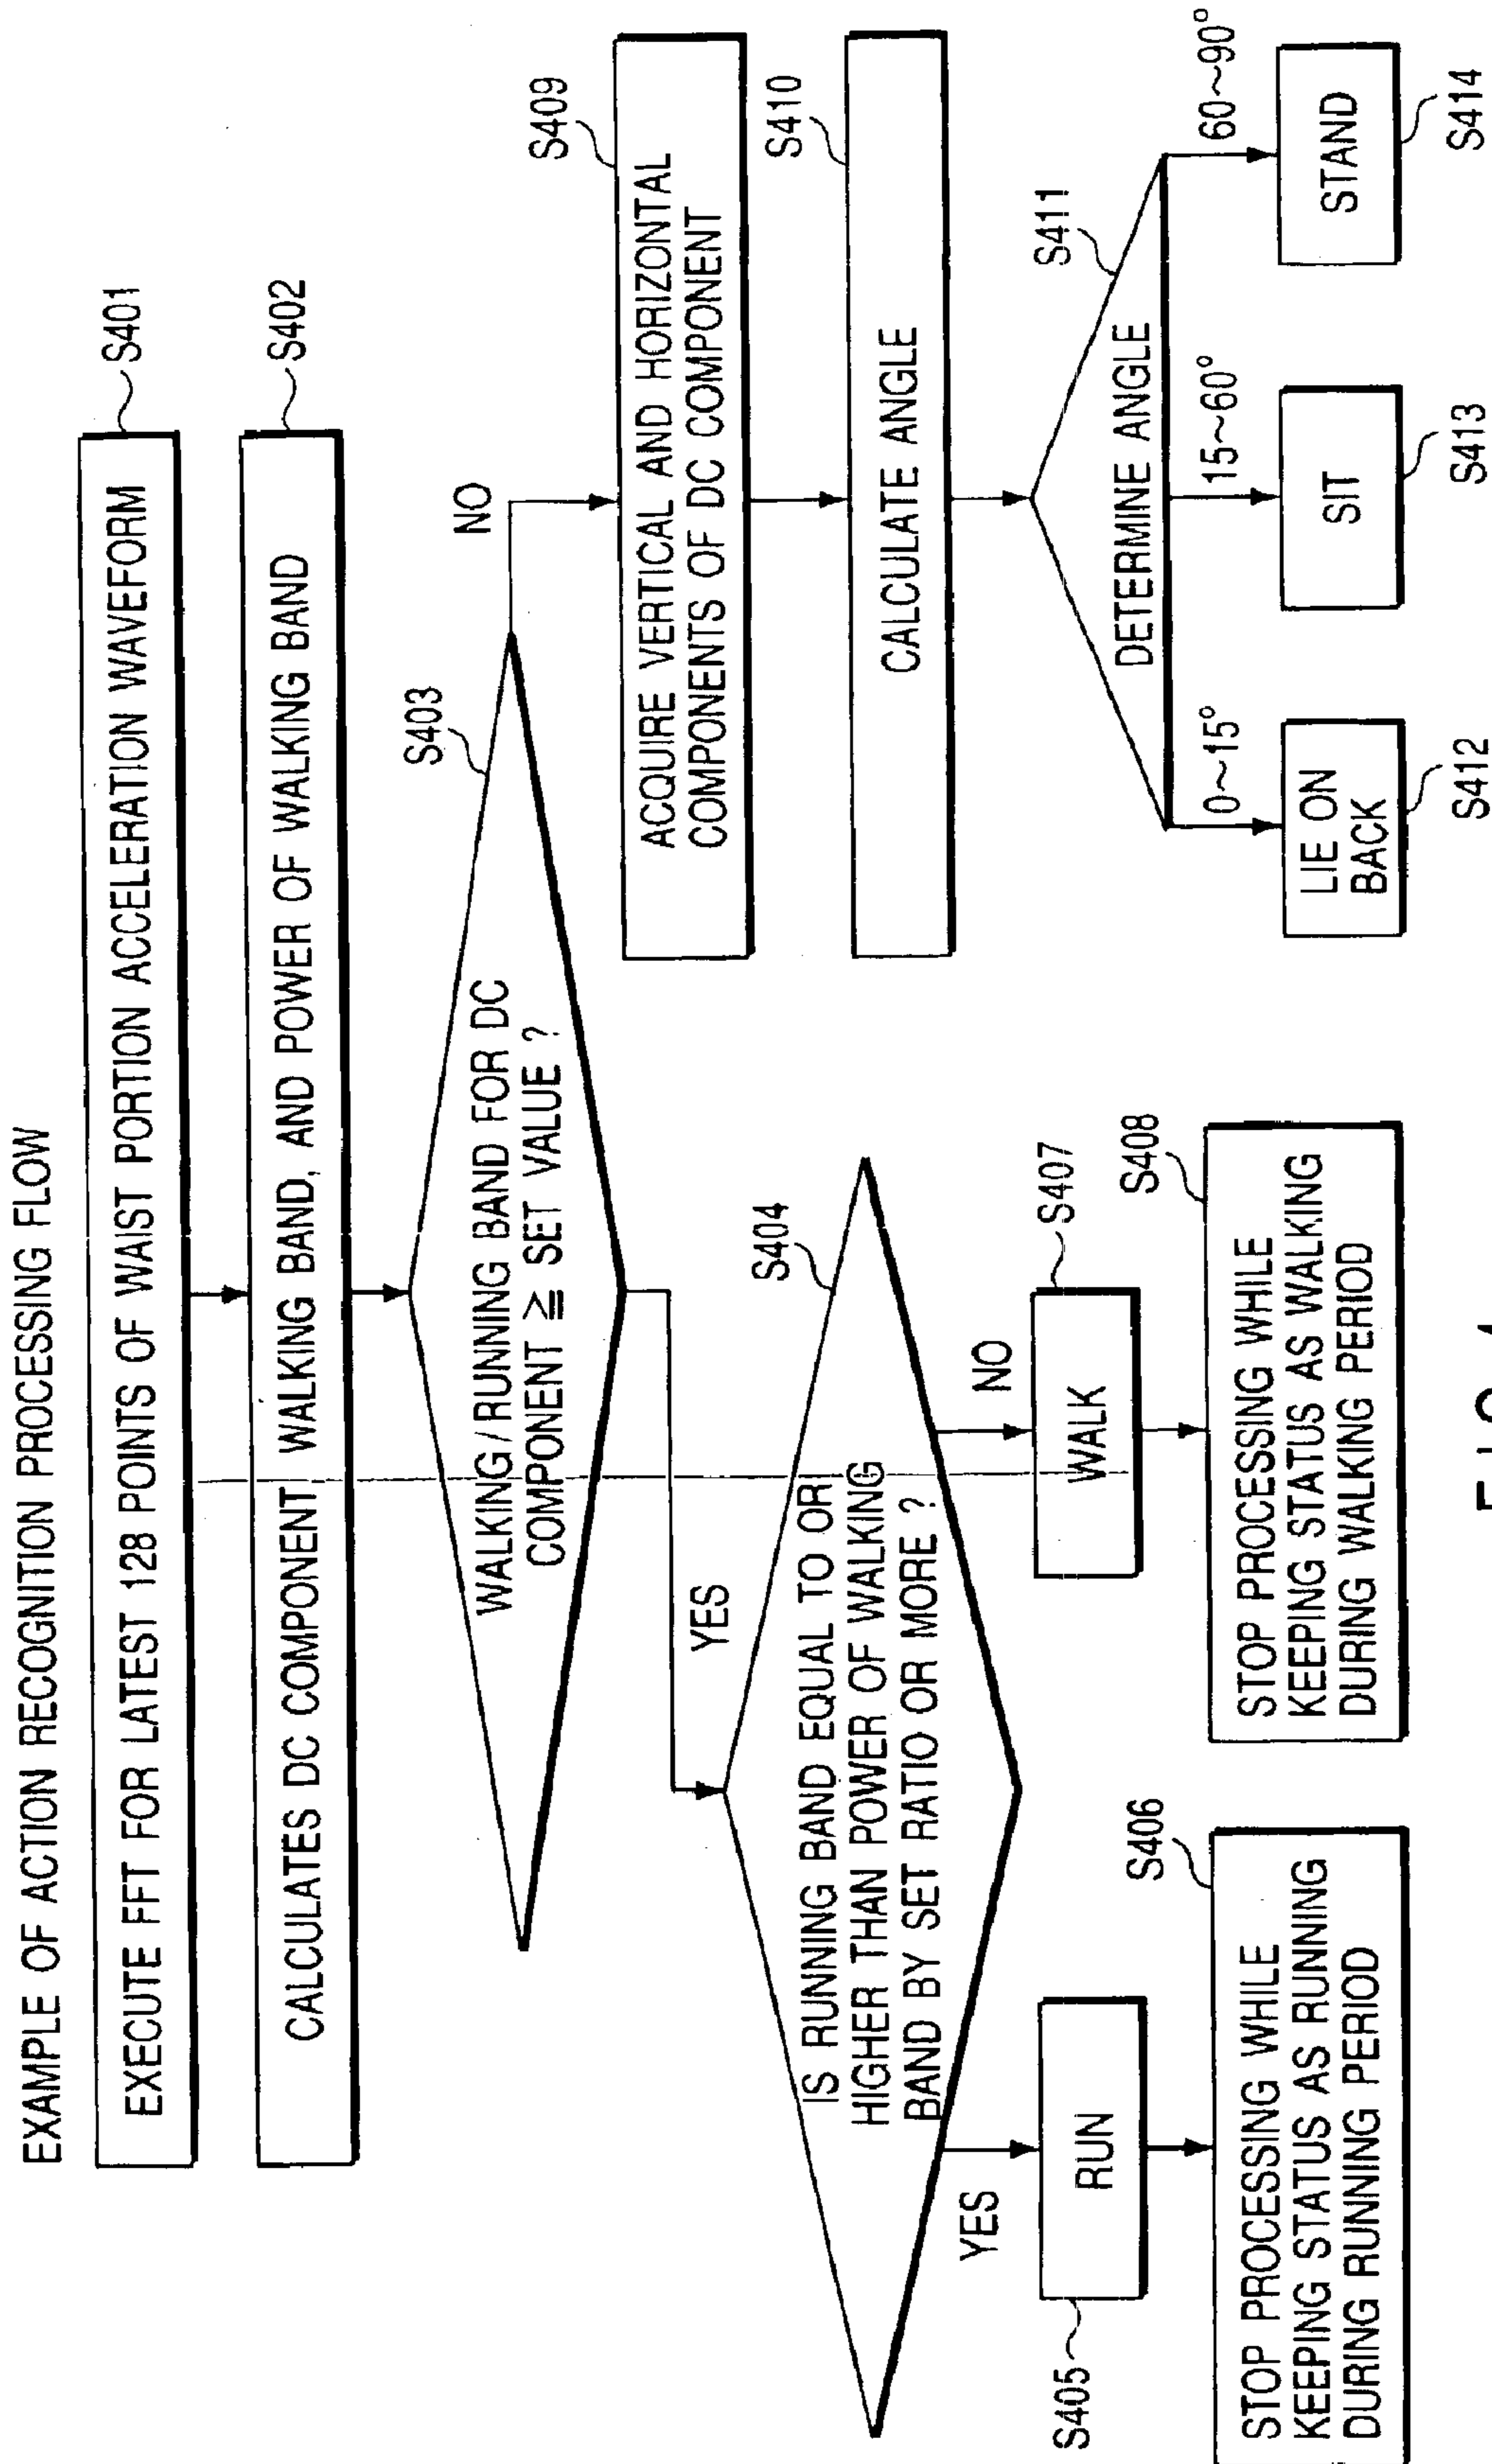 EXAMPLE OF ACTION RECOGNITION PROCESSING FLOW
EXECUTE FFT FOR LATEST 128 POINTS OF WAIST PORTION ACCELERATION WAVEFORM
S401
CALCULATES DC COMPONENT WALKING BAND, AND POWER OF WALKING BAND
S402
S403
WALKING/RUNNING BAND FOR DC
COMPONENT ≧ SET VALUE ?
NO
YES
S404
IS RUNNING BAND EQUAL TO OR
HIGHER THAN POWER OF WALKING
BAND BY SET RATIO OR MORE ?
YES
NO
S405
RUN
S406
STOP PROCESSING WHILE
KEEPING STATUS AS RUNNING
DURING RUNNING PERIOD
S407
WALK
S408
STOP PROCESSING WHILE
KEEPING STATUS AS WALKING
DURING WALKING PERIOD
S409
ACQUIRE VERTICAL AND HORIZONTAL
COMPONENTS OF DC COMPONENT
S410
CALCULATE ANGLE
S411
DETERMINE ANGLE
0~15°
15~60°
60~90°
LIE ON
BACK
S412
SIT
S413
STAND
S414